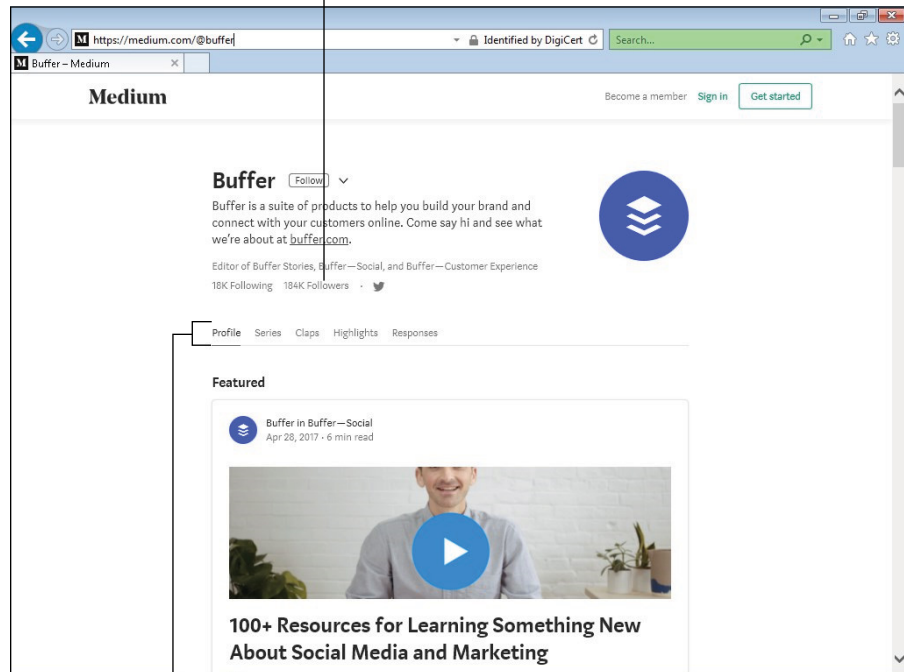 https://medium.com/@buffer
Identified by DigiCert
Search...
Buffer – Medium
Medium
Become a member Sign in Get started
Buffer Follow
Buffer is a suite of products to help you build your brand and
connect with your customers online. Come say hi and see what
we're about at buffer.com.
Editor of Buffer Stories, Buffer—Social, and Buffer—Customer Experience
18K Following 184K Followers ·
Profile Series Claps Highlights Responses
Featured
Buffer in Buffer—Social
Apr 28, 2017 · 6 min read
100+ Resources for Learning Something New
About Social Media and Marketing